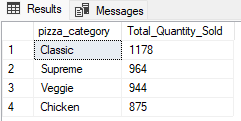 Results Messages
pizza_category Total_Quantity_Sold
1 Classic 1178
2 Supreme 964
3 Veggie 944
4 Chicken 875